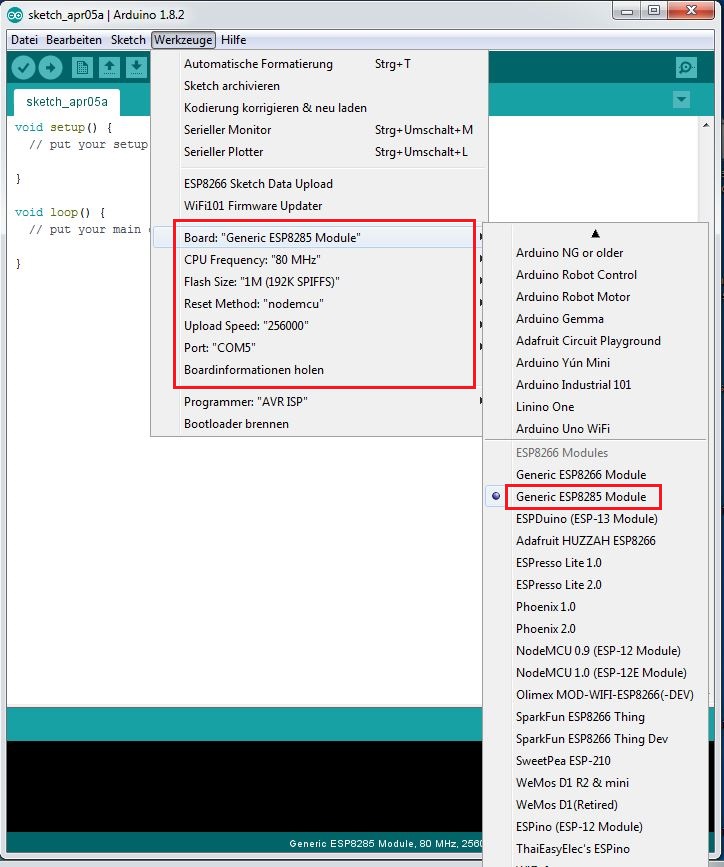 sketch_apr05a | Arduino 1.8.2
Datei Bearbeiten Sketch Werkzeuge Hilfe
sketch_apr05a
void setup() {
// put your setup
}
void loop() {
// put your main
}
Automatische Formatierung Strg+T
Sketch archivieren
Kodierung korrigieren & neu laden
Serieller Monitor Strg+Umschalt+M
Serieller Plotter Strg+Umschalt+L
ESP8266 Sketch Data Upload
WiFi101 Firmware Updater
Board: "Generic ESP8285 Module"
CPU Frequency: "80 MHz"
Flash Size: "1M (192K SPIFFS)"
Reset Method: "nodemcu"
Upload Speed: "256000"
Port: "COM5"
Boardinformationen holen
Programmer: "AVR ISP"
Bootloader brennen
Arduino NG or older
Arduino Robot Control
Arduino Robot Motor
Arduino Gemma
Adafruit Circuit Playground
Arduino Yún Mini
Arduino Industrial 101
Linino One
Arduino Uno WiFi
ESP8266 Modules
Generic ESP8266 Module
Generic ESP8285 Module
ESPDuino (ESP-13 Module)
Adafruit HUZZAH ESP8266
ESPresso Lite 1.0
ESPresso Lite 2.0
Phoenix 1.0
Phoenix 2.0
NodeMCU 0.9 (ESP-12 Module)
NodeMCU 1.0 (ESP-12E Module)
Olimex MOD-WIFI-ESP8266(-DEV)
SparkFun ESP8266 Thing
SparkFun ESP8266 Thing Dev
SweetPea ESP-210
WeMos D1 R2 & mini
WeMos D1(Retired)
ESPino (ESP-12 Module)
ThaiEasyElec's ESPino
Generic ESP8285 Module, 80 MHz,